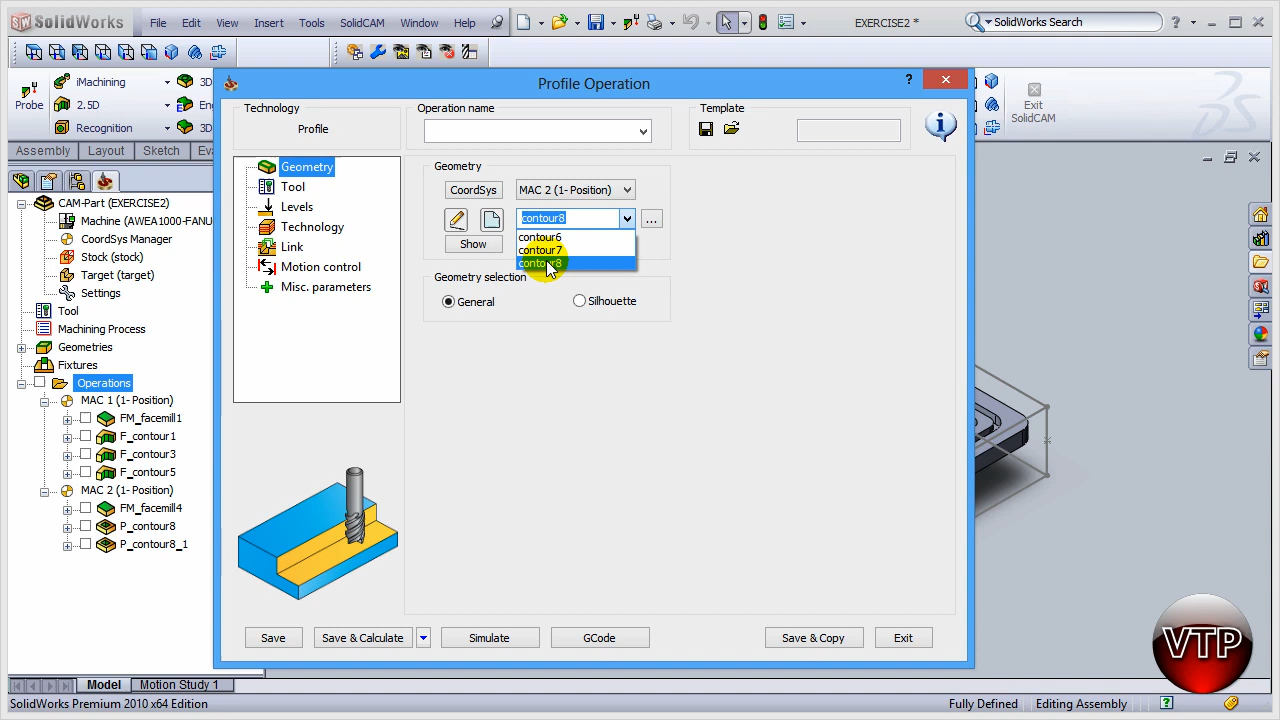 SolidWorks File Edit View Insert Tools SolidCAM Window Help EXERCISE2 * SolidWorks Search
iMachining
Probe 2.5D
Recognition
Exit SolidCAM
Assembly Layout Sketch
Profile Operation
Technology
Profile
Operation name
Template
Geometry
Tool
Levels
Technology
Link
Motion control
Misc. parameters
Geometry
CoordSys MAC 2 (1- Position)
contour8 ...
Show
contour6
contour7
contour8
Geometry selection
General Silhouette
CAM-Part (EXERCISE2)
Machine (AWEA1000-FANU
CoordSys Manager
Stock (stock)
Target (target)
Settings
Tool
Machining Process
Geometries
Fixtures
Operations
MAC 1 (1- Position)
FM_facemill1
F_contour1
F_contour3
F_contour5
MAC 2 (1- Position)
FM_facemill4
P_contour8
P_contour8_1
Save Save & Calculate Simulate GCode Save & Copy Exit
VTP
Model Motion Study 1
SolidWorks Premium 2010 x64 Edition Fully Defined Editing Assembly